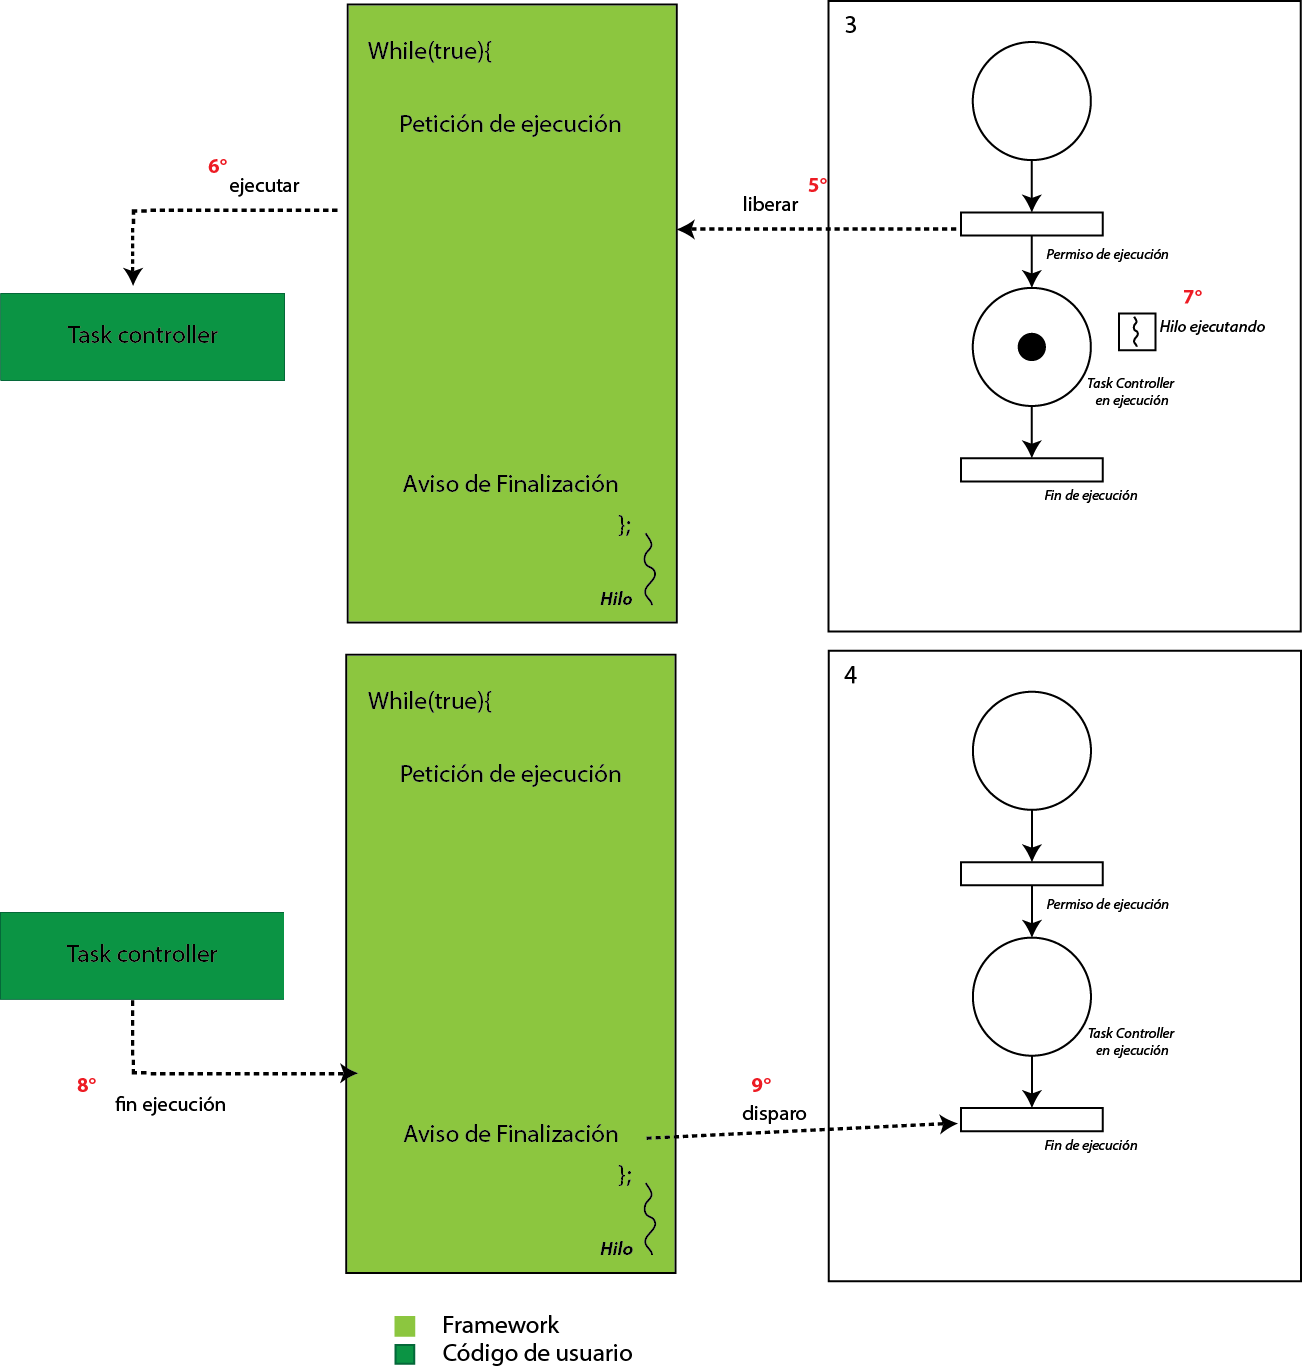 3
While(true){
Petición de ejecución
6°
ejecutar
5°
liberar
Permiso de ejecución
7°
Hilo ejecutando
Task controller
Task Controller
en ejecución
Aviso de Finalización
Fin de ejecución
};
Hilo
4
While(true){
Petición de ejecución
Permiso de ejecución
Task controller
Task Controller
en ejecución
8°
fin ejecución
9°
disparo
Aviso de Finalización
Fin de ejecución
};
Hilo
Framework
Código de usuario